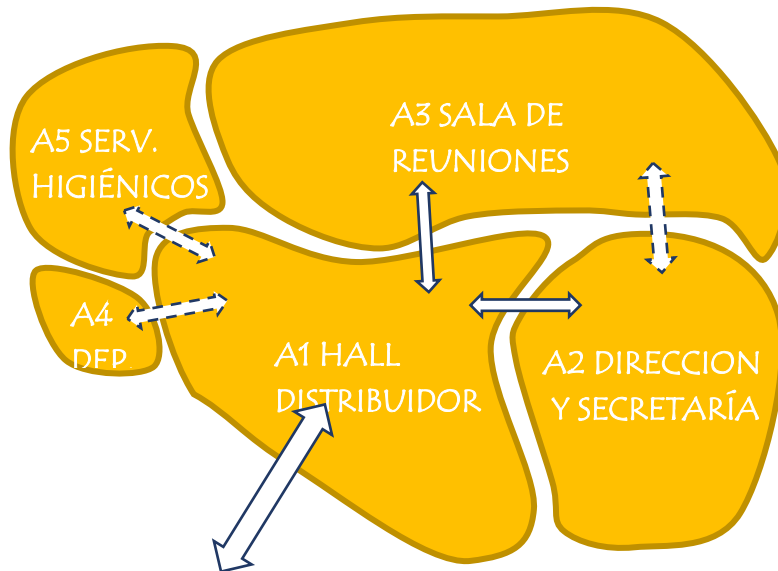 A3 SALA DE
REUNIONES
A5 SERV.
HIGIÉNICOS
A4
DEP.
A1 HALL
DISTRIBUIDOR
A2 DIRECCION
Y SECRETARÍA